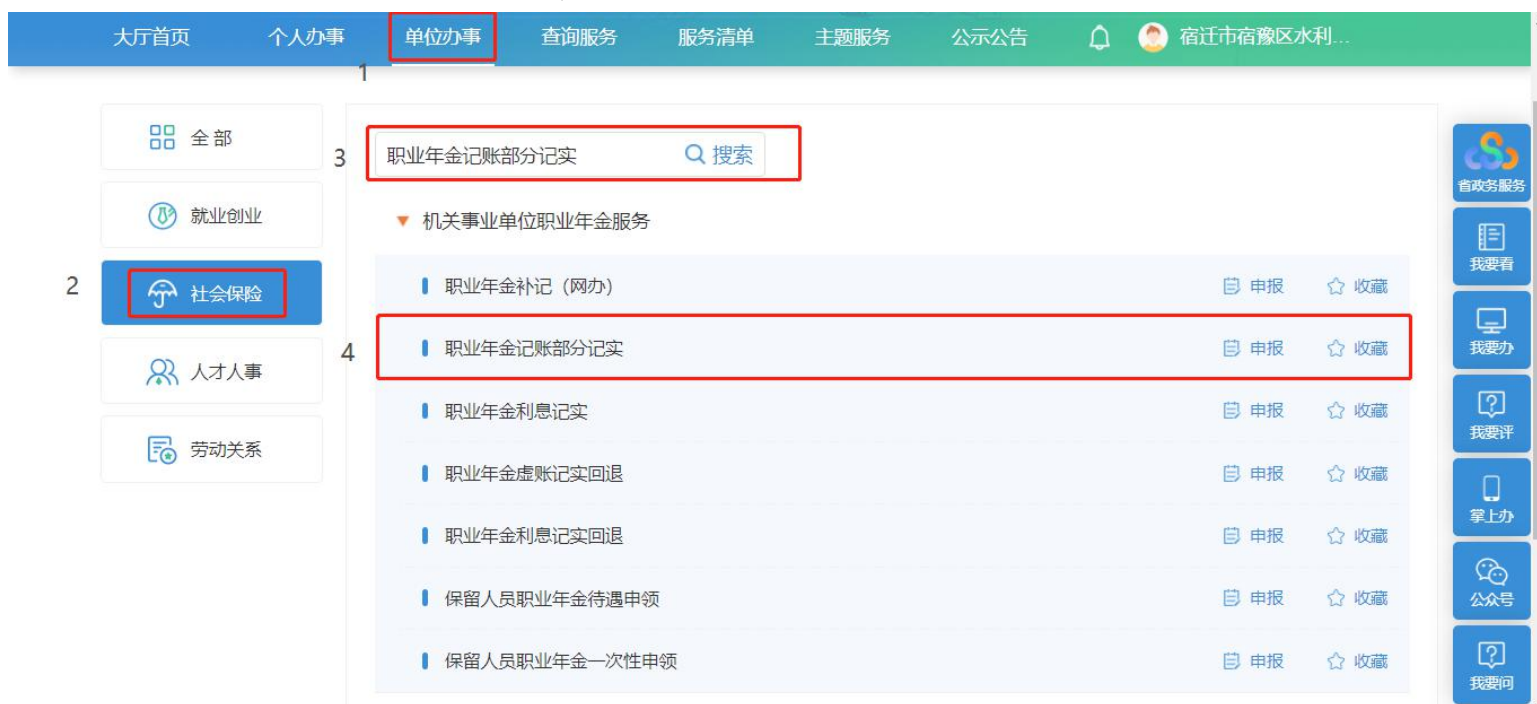 大厅首页 个人办事 单位办事 查询服务 服务清单 主题服务 公示公告 宿迁市宿豫区水利...
1
全部
3 职业年金记账部分记实 搜索
省政务服务
就业创业
机关事业单位职业年金服务
我要看
2 社会保险
职业年金补记（网办） 申报 收藏
4 职业年金记账部分记实 申报 收藏
我要办
人才人事
职业年金利息记实 申报 收藏
我要评
劳动关系
职业年金虚账记实回退 申报 收藏
掌上办
职业年金利息记实回退 申报 收藏
保留人员职业年金待遇申领 申报 收藏
公众号
保留人员职业年金一次性申领 申报 收藏
我要问